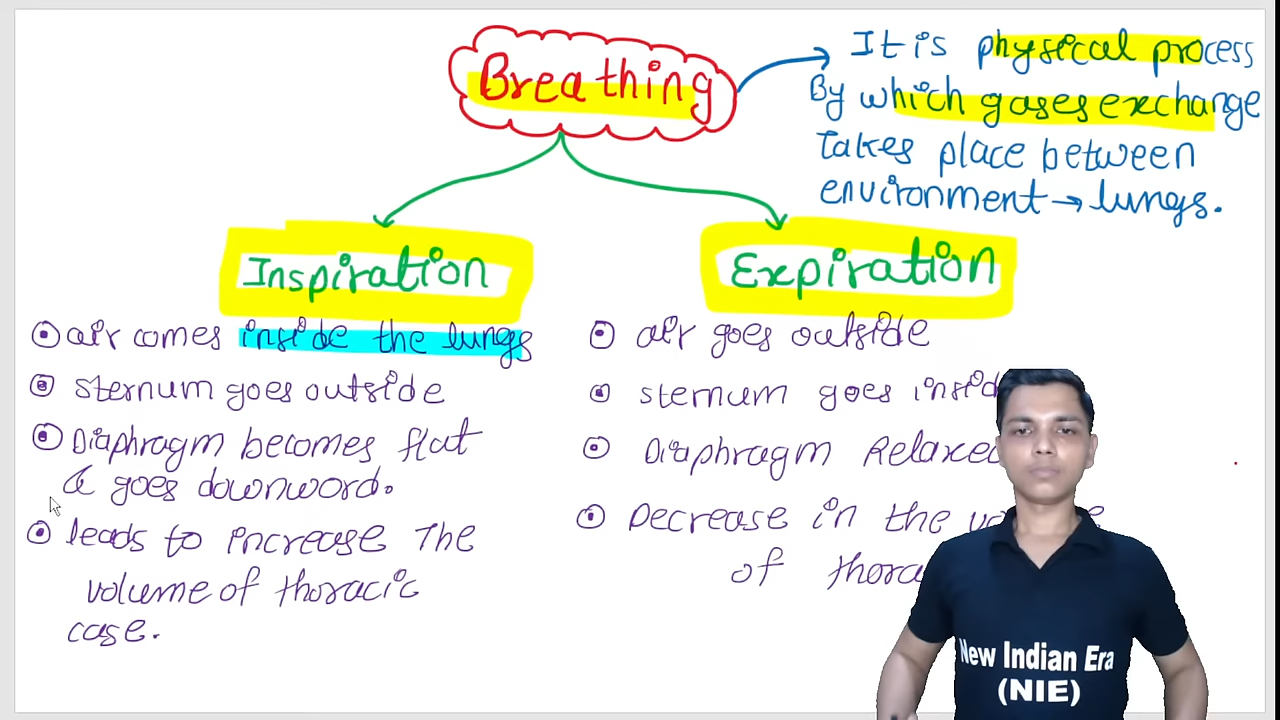 Breathing
It is physical process
By which gases exchange
Takes place between
environment → lungs.
Inspiration
air comes inside the lungs
sternum goes outside
Diaphragm becomes flat
& goes downword.
leads to increase The
volume of thoracic
case.
Expiration
air goes outside
sternum goes insid
Diaphragm Relaxed
Decrease in the
of
New Indian Era
(NIE)